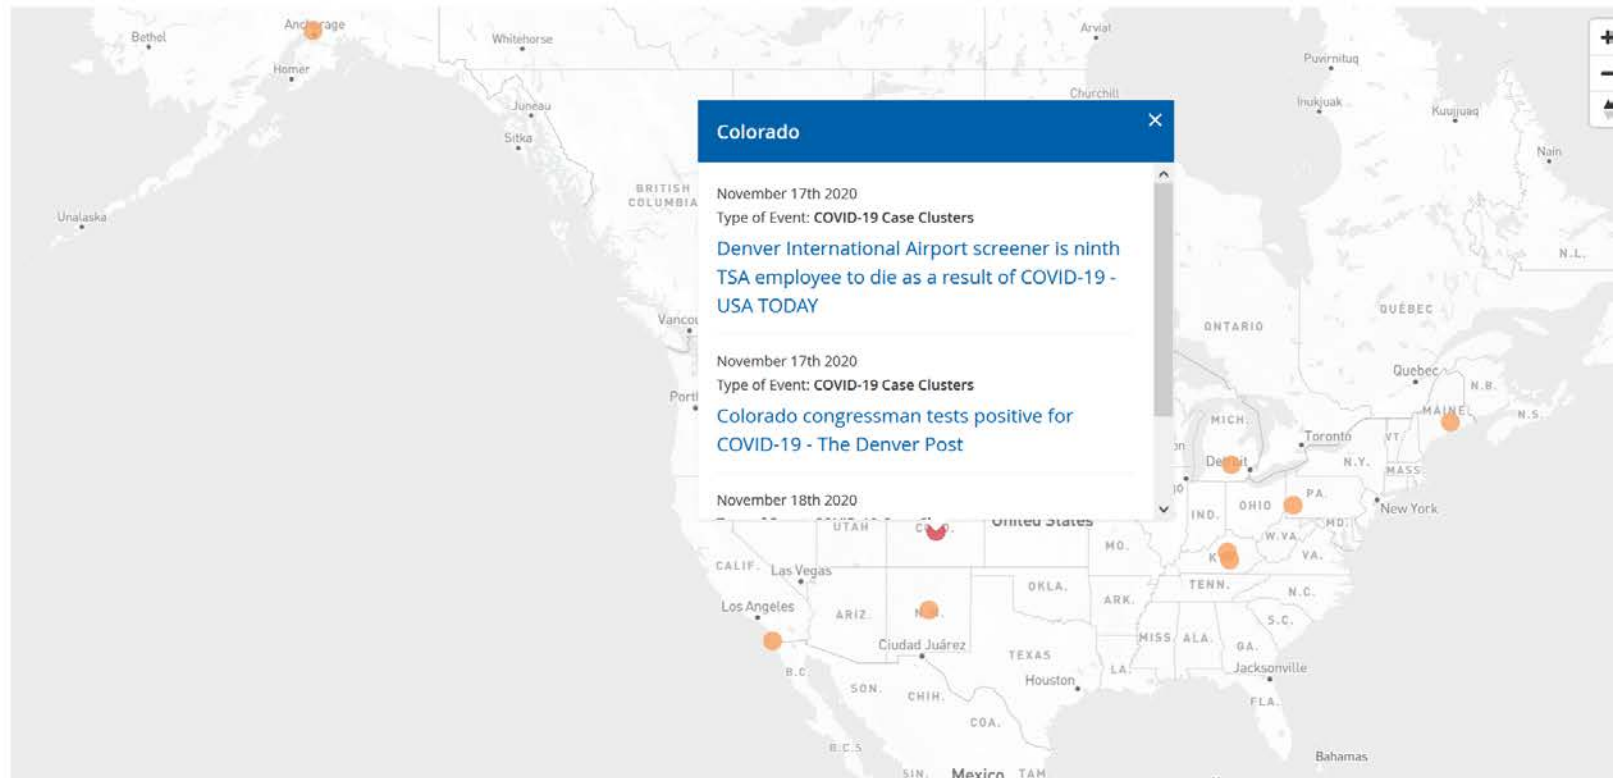 Anchorage
Bethel
Whitehorse
Arviat
Puvirnituq
Homer
Churchill
Juneau
Inukjuak
Kuujjuaq
Sitka
Nain
Colorado
November 17th 2020
Type of Event: COVID-19 Case Clusters
Denver International Airport screener is ninth
TSA employee to die as a result of COVID-19 -
USA TODAY
November 17th 2020
Type of Event: COVID-19 Case Clusters
Colorado congressman tests positive for
COVID-19 - The Denver Post
November 18th 2020
BRITISH
COLUMBIA
Unalaska
N.L.
QUÉBEC
ONTARIO
Quebec
N.B.
MAINE
N.S.
MICH.
Toronto
VT.
Detroit
N.Y.
MASS.
PA.
OHIO
IND.
New York
MD.
W.VA.
VA.
United States
UTAH
MO.
CALIF.
Las Vegas
OKLA.
TENN.
N.C.
Los Angeles
ARIZ.
ARK.
S.C.
Ciudad Juárez
MISS.
ALA.
GA.
TEXAS
LA.
Jacksonville
B.C.
SON.
CHIH.
Houston
FLA.
COA.
B.C.S.
Bahamas
SIN.
Mexico
TAM